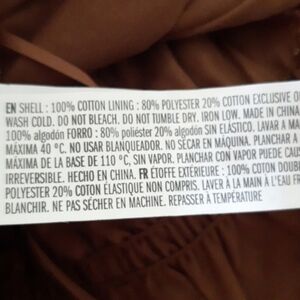 EN SHELL : 100% COTTON LINING : 80% POLYESTER 20% COTTON EXCLUSIVE O
WASH COLD. DO NOT BLEACH. DO NOT TUMBLE DRY. IRON LOW. MADE IN CHINA
100% algodón FORRO : 80% poliéster 20% algodón SIN ELÁSTICO. LAVAR A MA
MÁXIMA 40 °C. NO USAR BLANQUEADOR. NO SECAR EN MÁQUINA. PLANCHAR A
MÁXIMA DE LA BASE DE 110 °C, SIN VAPOR. PLANCHAR CON VAPOR PUEDE CAU
IRREVERSIBLE. HECHO EN CHINA. FR ÉTOFFE EXTÉRIEURE : 100% COTON DOUB
POLYESTER 20% COTON ÉLASTIQUE NON COMPRIS. LAVER À LA MAIN À L'EAU FR
BLANCHIR. NE PAS SÉCHER EN MACHINE. REPASSER À TEMPÉRATURE